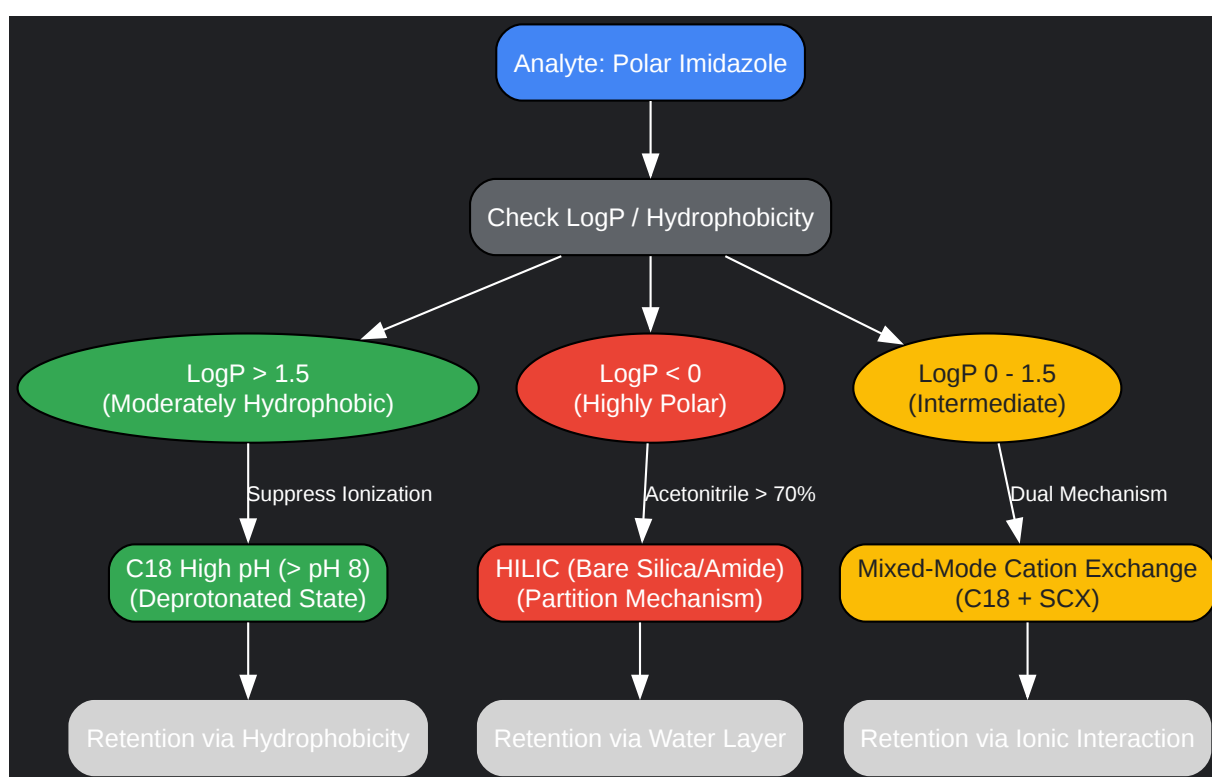 Analyte: Polar Imidazole
Check LogP / Hydrophobicity
LogP > 1.5
(Moderately Hydrophobic)
LogP < 0
(Highly Polar)
LogP 0 - 1.5
(Intermediate)
Suppress Ionization
Acetonitrile > 70%
Dual Mechanism
C18 High pH (> pH 8)
(Deprotonated State)
HILIC (Bare Silica/Amide)
(Partition Mechanism)
Mixed-Mode Cation Exchange
(C18 + SCX)
Retention via Hydrophobicity
Retention via Water Layer
Retention via Ionic Interaction